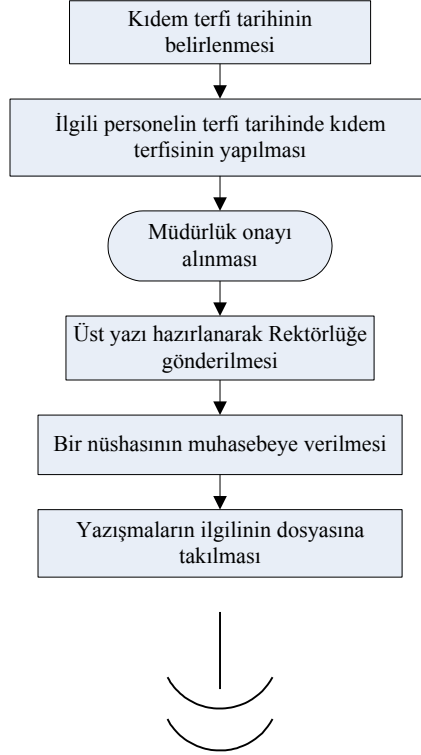 Kıdem terfi tarihinin
belirlenmesi
İlgili personelin terfi tarihinde kıdem
terfisinin yapılması
Müdürlük onayı
alınması
Üst yazı hazırlanarak Rektörlüğe
gönderilmesi
Bir nüshasının muhasebeye verilmesi
Yazışmaların ilgilinin dosyasına
takılması